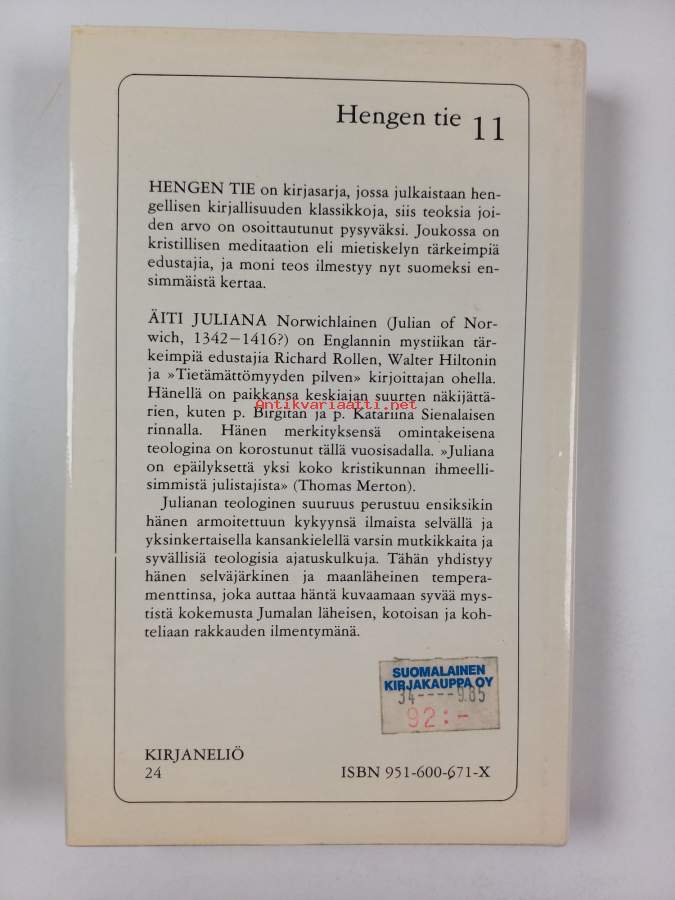 Hengen tie 11
HENGEN TIE on kirjasarja, jossa julkaistaan hen-
gellisen kirjallisuuden klassikkoja, siis teoksia joi-
den arvo on osoittautunut pysyväksi. Joukossa on
kristillisen meditaation eli mietiskelyn tärkeimpiä
edustajia, ja moni teos ilmestyy nyt suomeksi en-
simmäistä kertaa.
ÄITI JULIANA Norwichlainen (Julian of Nor-
wich, 1342–1416?) on Englannin mystiikan tär-
keimpiä edustajia Richard Rollen, Walter Hiltonin
ja »Tietämättömyyden pilven» kirjoittajan ohella.
Hänellä on paikkansa keskiajan suurten näkijättä-
rien, kuten p. Birgitan ja p. Katariina Sienalaisen
rinnalla. Hänen merkityksensä omintakeisena
teologina on korostunut tällä vuosisadalla. »Juliana
on epäilyksettä yksi koko kristikunnan ihmeelli-
simmistä julistajista» (Thomas Merton).
Julianan teologinen suuruus perustuu ensiksikin
hänen armoitettuun kykyynsä ilmaista selvällä ja
yksinkertaisella kansankielellä varsin mutkikkaita ja
syvällisiä teologisia ajatuskulkuja. Tähän yhdistyy
hänen selväjärkinen ja maanläheinen tempera-
menttinsa, joka auttaa häntä kuvaamaan syvää mys-
tistä kokemusta Jumalan läheisen, kotoisan ja koh-
teliaan rakkauden ilmentymänä.
Antikvariaatti.net
SUOMALAINEN
KIRJAKAUPPA OY
34----9.85
92:-
KIRJANELIÖ
24 ISBN 951-600-671-X